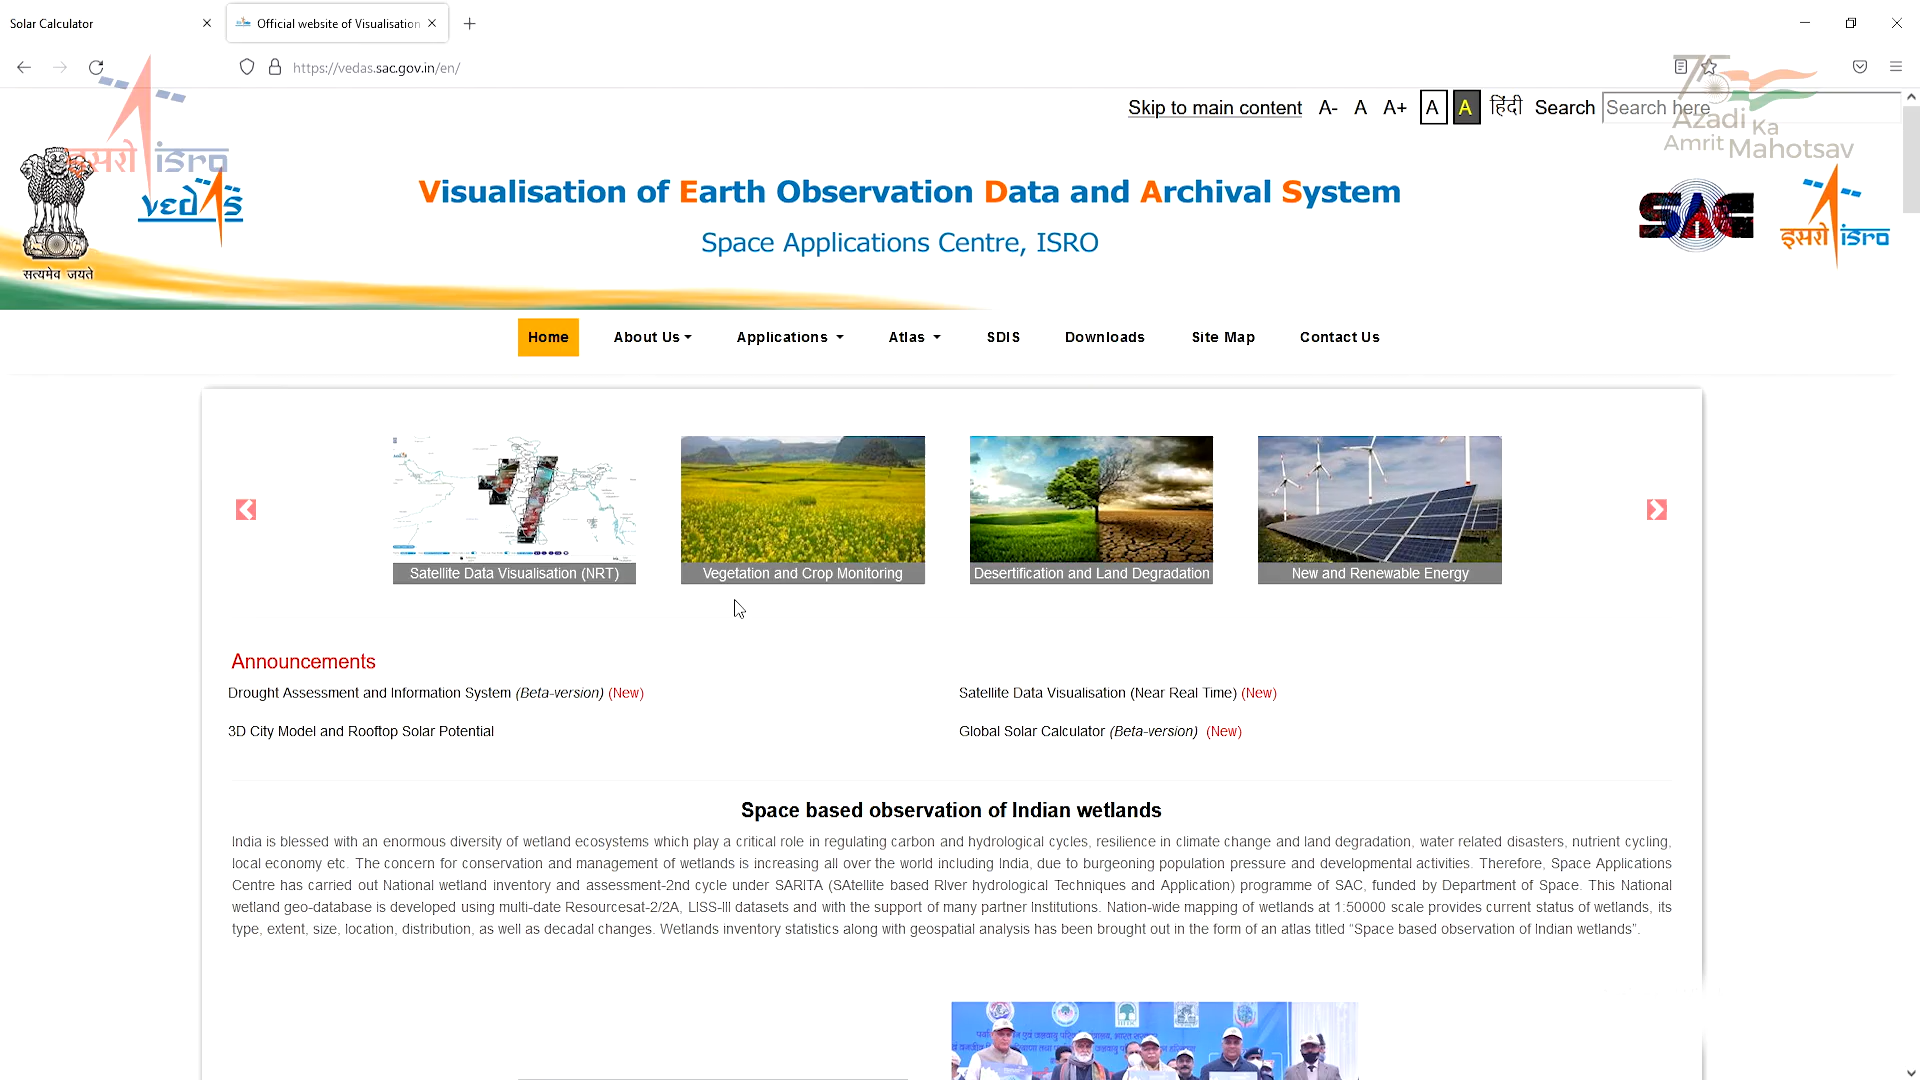 Solar Calculator
Official website of Visualisation
https://vedas.sac.gov.in/en/
Skip to main content A- A A+ A A हिंदी Search Search here
Azadi Ka
Amrit Mahotsav
इसरो isro
सत्यमेव जयते
vedas
Visualisation of Earth Observation Data and Archival System
Space Applications Centre, ISRO
SAC
इसरो isro
Home About Us Applications Atlas SDIS Downloads Site Map Contact Us
Satellite Data Visualisation (NRT)
Vegetation and Crop Monitoring
Desertification and Land Degradation
New and Renewable Energy
Announcements
Drought Assessment and Information System (Beta-version) (New)
Satellite Data Visualisation (Near Real Time) (New)
3D City Model and Rooftop Solar Potential
Global Solar Calculator (Beta-version) (New)
Space based observation of Indian wetlands
India is blessed with an enormous diversity of wetland ecosystems which play a critical role in regulating carbon and hydrological cycles, resilience in climate change and land degradation, water related disasters, nutrient cycling,
local economy etc. The concern for conservation and management of wetlands is increasing all over the world including India, due to burgeoning population pressure and developmental activities. Therefore, Space Applications
Centre has carried out National wetland inventory and assessment-2nd cycle under SARITA (SAtellite based RIver hydrological Techniques and Application) programme of SAC, funded by Department of Space. This National
wetland geo-database is developed using multi-date Resourcesat-2/2A, LISS-III datasets and with the support of many partner Institutions. Nation-wide mapping of wetlands at 1:50000 scale provides current status of wetlands, its
type, extent, size, location, distribution, as well as decadal changes. Wetlands inventory statistics along with geospatial analysis has been brought out in the form of an atlas titled “Space based observation of Indian wetlands”.